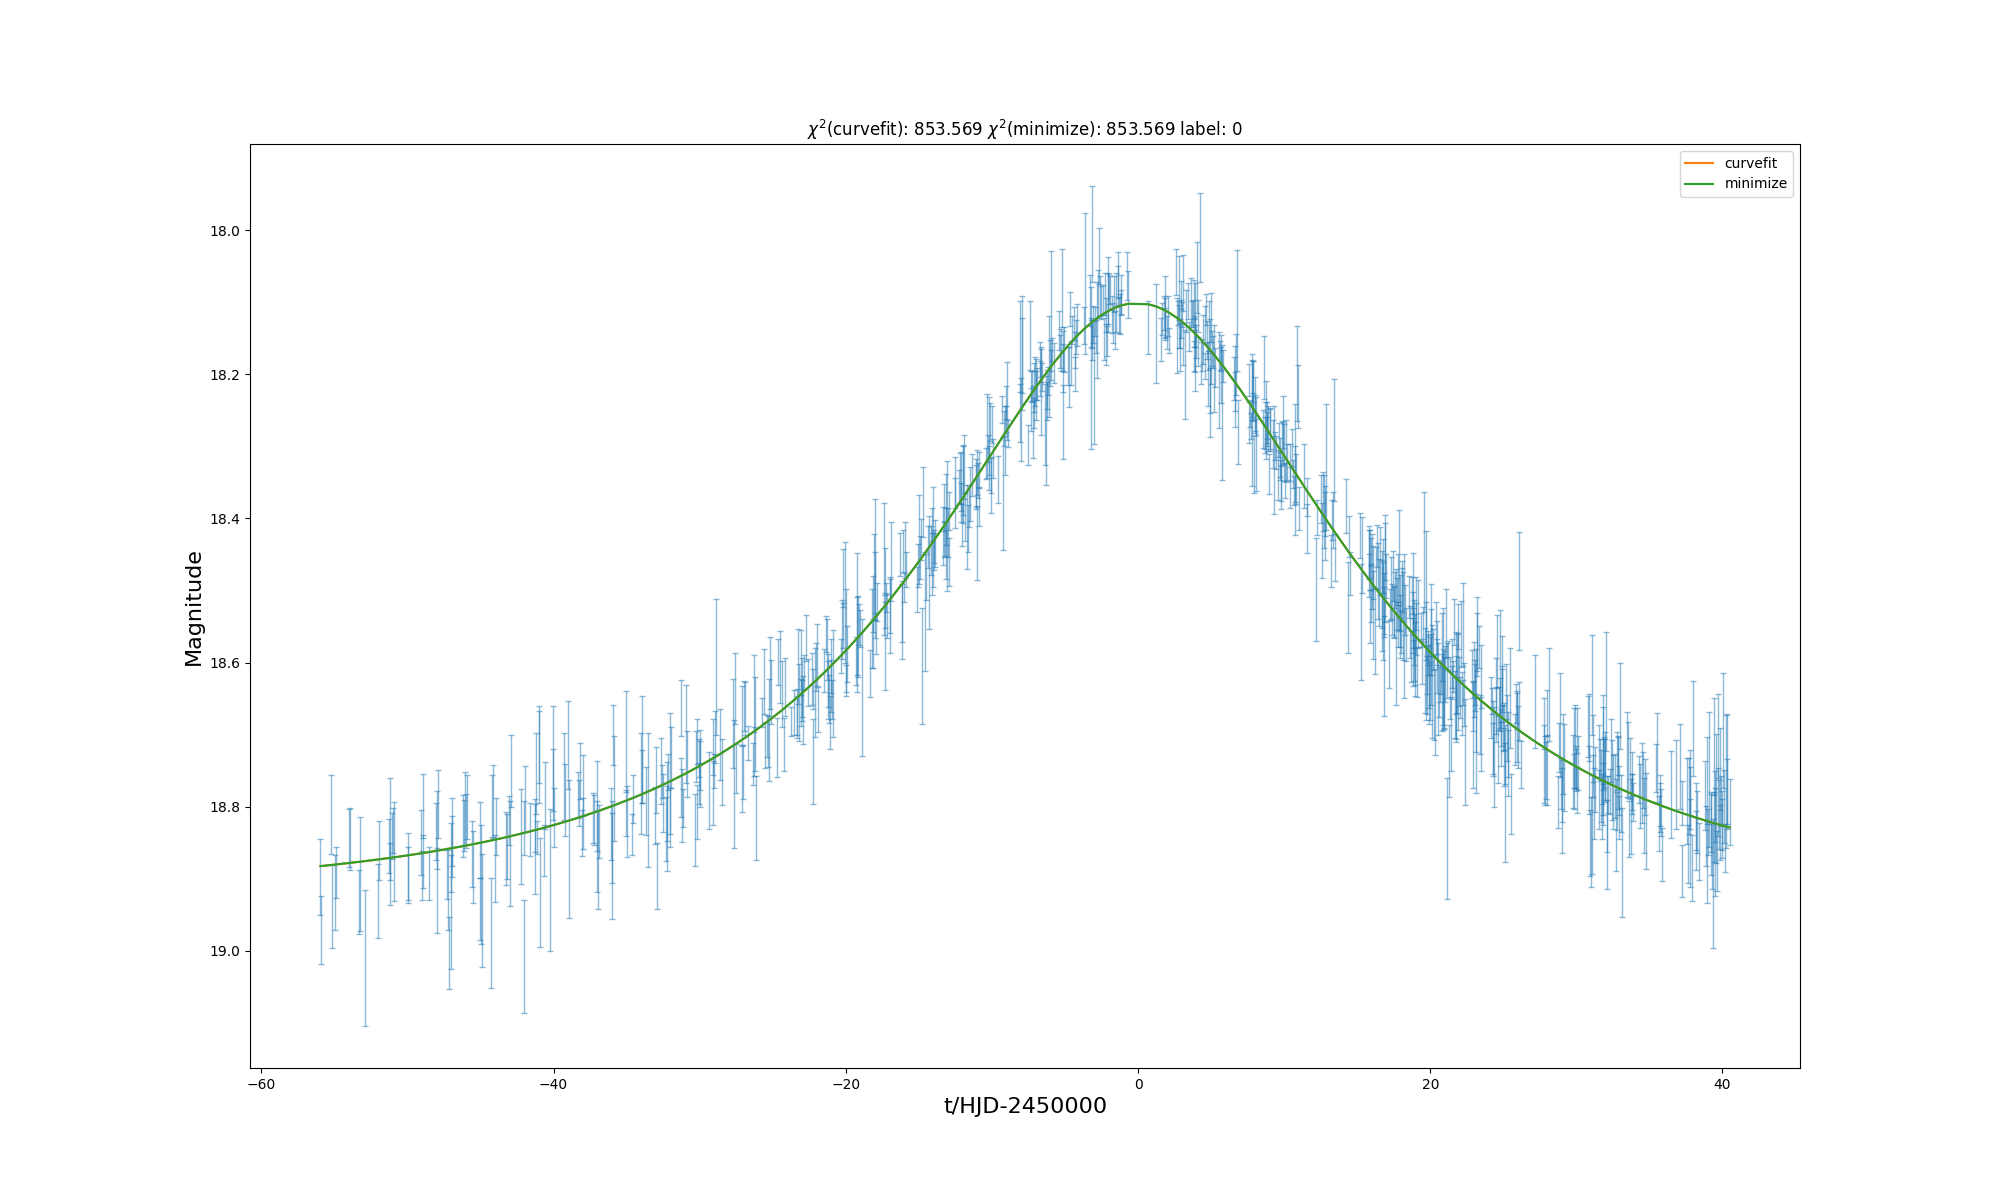 χ²(curvefit): 853.569 χ²(minimize): 853.569 label: 0
curvefit
minimize
18.0
18.2
18.4
18.6
18.8
19.0
Magnitude
−60
−40
−20
0
20
40
t/HJD-2450000